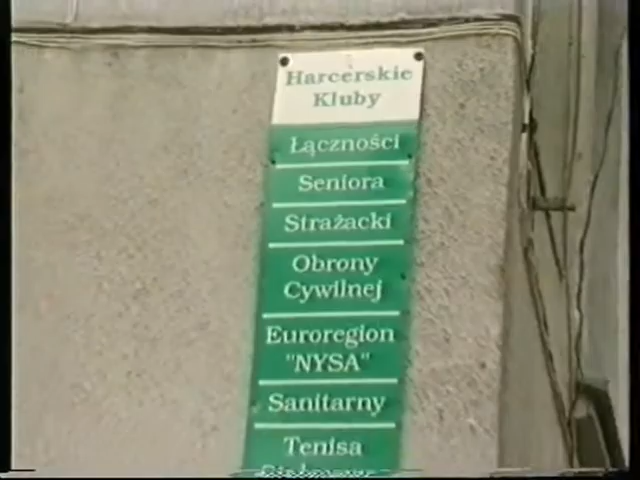 Harcerskie
Kluby
Łączności
Seniora
Strażacki
Obrony
Cywilnej
Euroregion
"NYSA"
Sanitarny
Tenisa